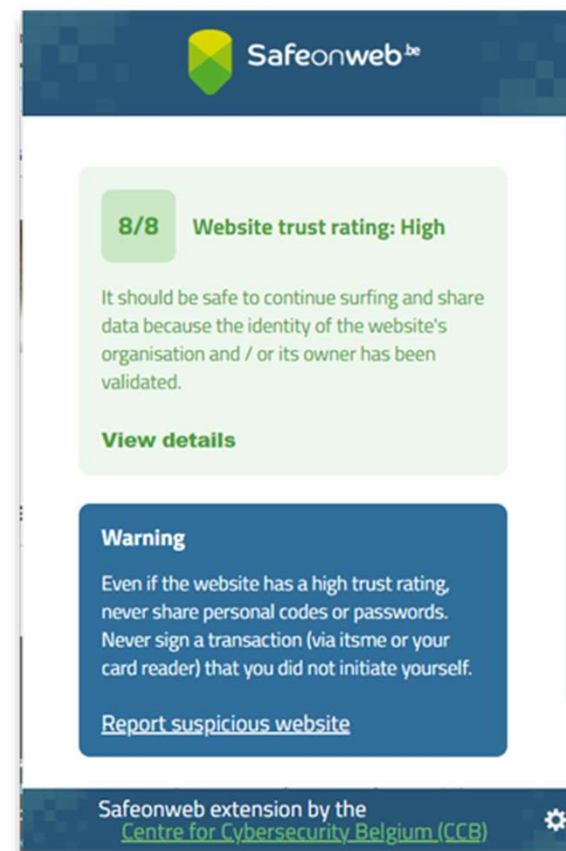 Safeonweb.be
8/8
Website trust rating: High
It should be safe to continue surfing and share
data because the identity of the website's
organisation and / or its owner has been
validated.
View details
Warning
Even if the website has a high trust rating,
never share personal codes or passwords.
Never sign a transaction (via itsme or your
card reader) that you did not initiate yourself.
Report suspicious website
Safeonweb extension by the
Centre for Cybersecurity Belgium (CCB)